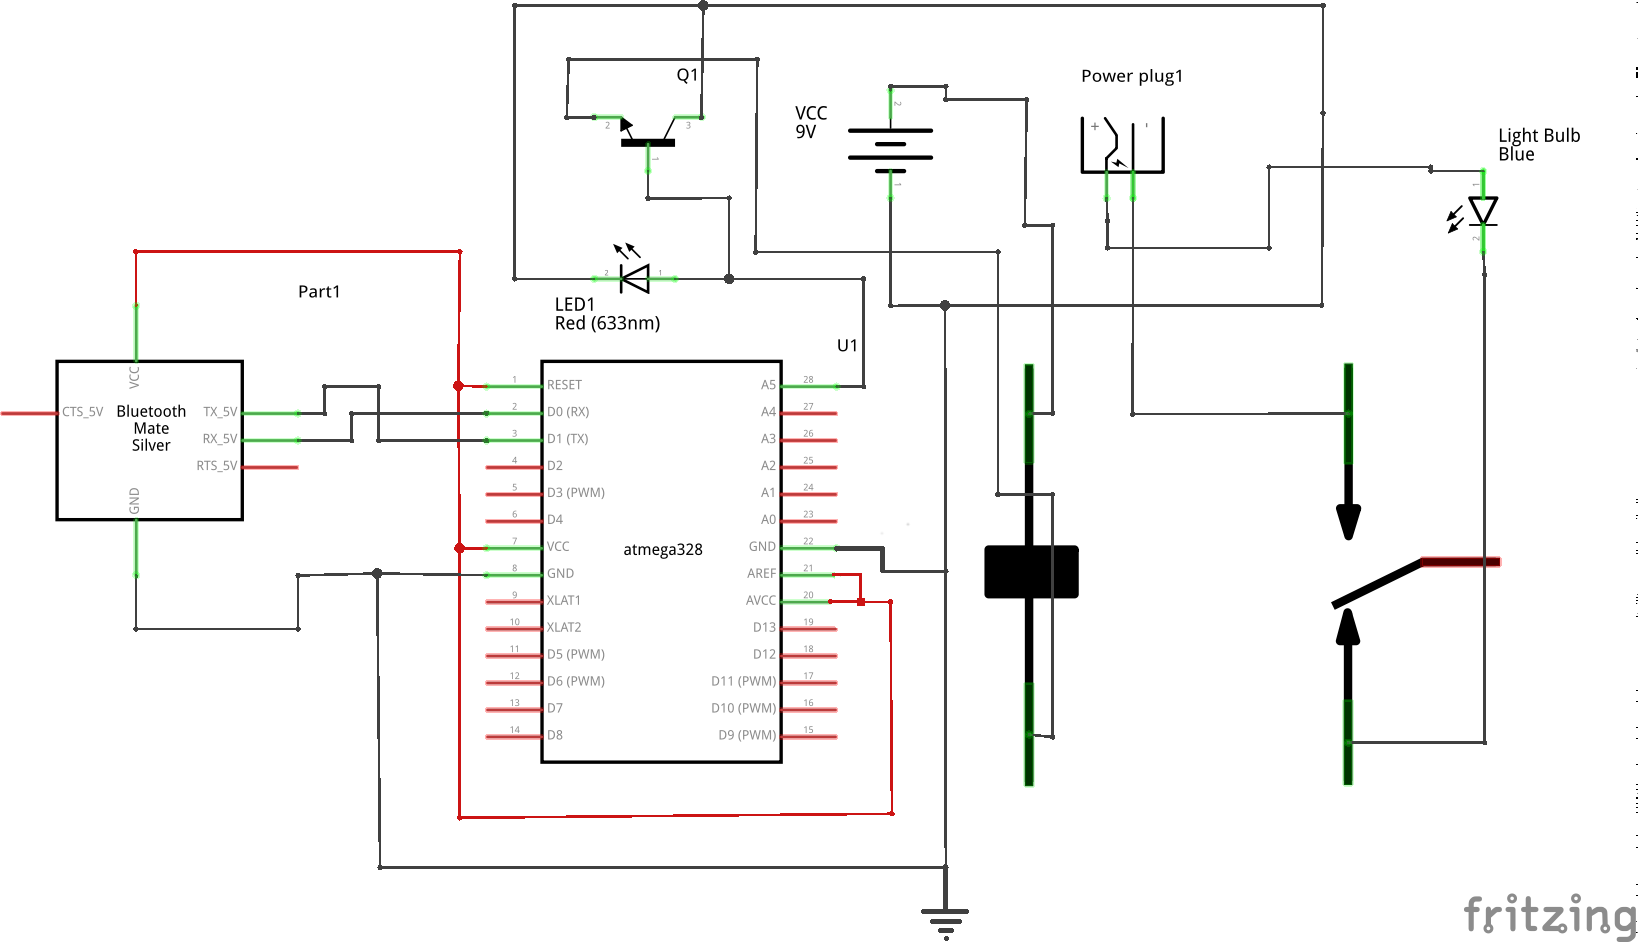 Q1
2
3
1
VCC
9V
2
1
Power plug1
+
-
Light Bulb
Blue
1
2
2
1
LED1
Red (633nm)
Part1
VCC
CTS_5V
Bluetooth
Mate
Silver
TX_5V
RX_5V
RTS_5V
GND
U1
atmega328
1 RESET
2 D0 (RX)
3 D1 (TX)
4 D2
5 D3 (PWM)
6 D4
7 VCC
8 GND
9 XLAT1
10 XLAT2
11 D5 (PWM)
12 D6 (PWM)
13 D7
14 D8
A5 28
A4 27
A3 26
A2 25
A1 24
A0 23
GND 22
AREF 21
AVCC 20
D13 19
D12 18
D11 (PWM) 17
D10 (PWM) 16
D9 (PWM) 15
fritzing